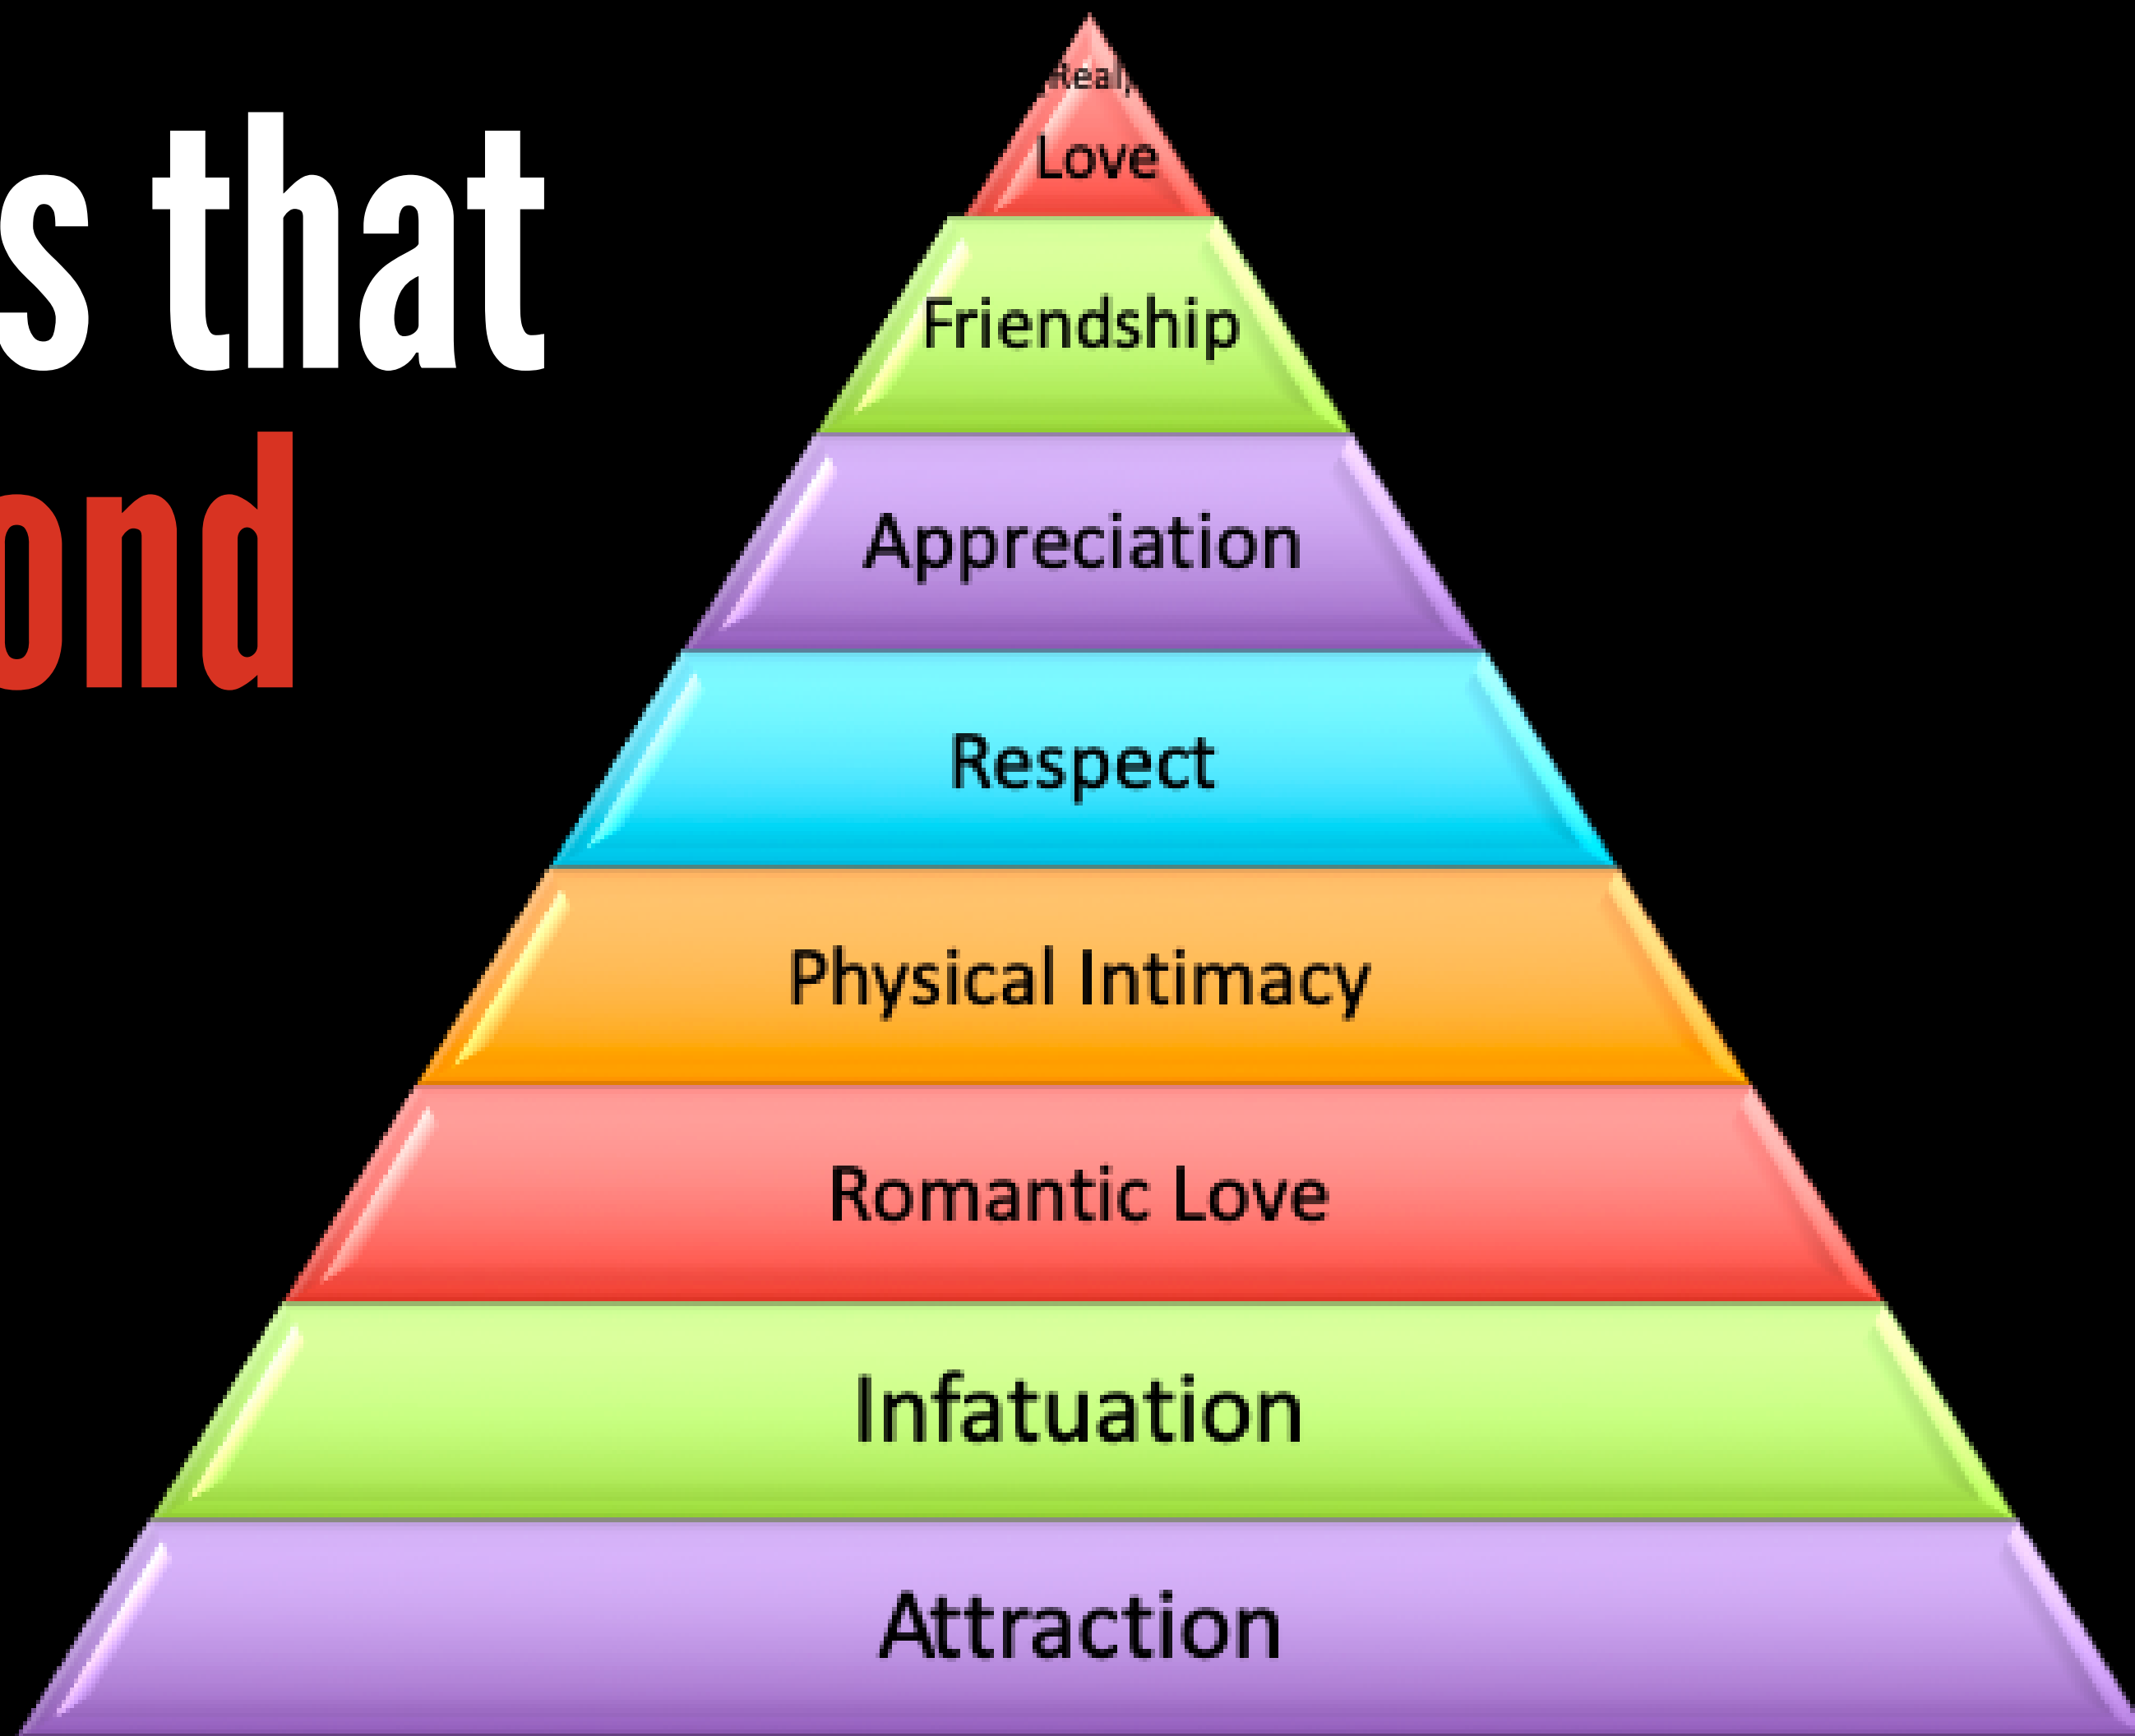 s that
ond
Real,
Love
Friendship
Appreciation
Respect
Physical Intimacy
Romantic Love
Infatuation
Attraction